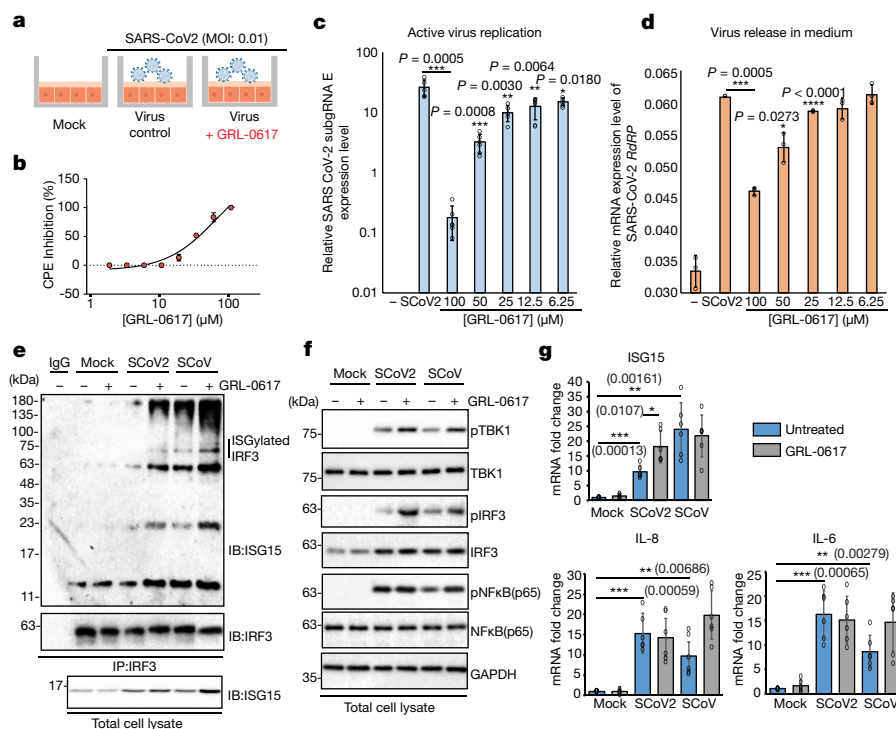 a
SARS-CoV2 (MOI: 0.01)
Mock
Virus control
Virus + GRL-0617
b
CPE Inhibition (%)
150
100
50
0
−50
1 10 100
[GRL-0617] (μM)
c
Active virus replication
Relative SARS CoV-2 subgRNA E expression level
100
10
1
0.1
0.01
P = 0.0005
***
P = 0.0008
***
P = 0.0030
**
P = 0.0064
**
P = 0.0180
*
– SCoV2 100 50 25 12.5 6.25
[GRL-0617] (μM)
d
Virus release in medium
Relative mRNA expression level of SARS-CoV-2 RdRP
0.065
0.060
0.055
0.050
0.045
0.040
0.035
0.030
P = 0.0005
***
P = 0.0273
*
P < 0.0001
****
– SCoV2 100 50 25 12.5 6.25
[GRL-0617] (μM)
e
IgG Mock SCoV2 SCoV
(kDa) – – + – + – + GRL-0617
180-
135-
100-
75-
63-
48-
35-
23-
17-
11-
ISGylated IRF3
IB:ISG15
63-
IB:IRF3
IP:IRF3
17-
IB:ISG15
Total cell lysate
f
Mock SCoV2 SCoV
(kDa) – + – + – + GRL-0617
75- pTBK1
75- TBK1
63- pIRF3
63- IRF3
63- pNFκB(p65)
63- NFκB(p65)
35- GAPDH
Total cell lysate
g
ISG15
mRNA fold change
40
35
30
25
20
15
10
5
0
(0.00161)
**
(0.0107) *
***
(0.00013)
Mock SCoV2 SCoV
Untreated
GRL-0617
IL-8
mRNA fold change
30
25
20
15
10
5
0
** (0.00686)
*** (0.00059)
Mock SCoV2 SCoV
IL-6
mRNA fold change
25
20
15
10
5
0
** (0.00279)
*** (0.00065)
Mock SCoV2 SCoV